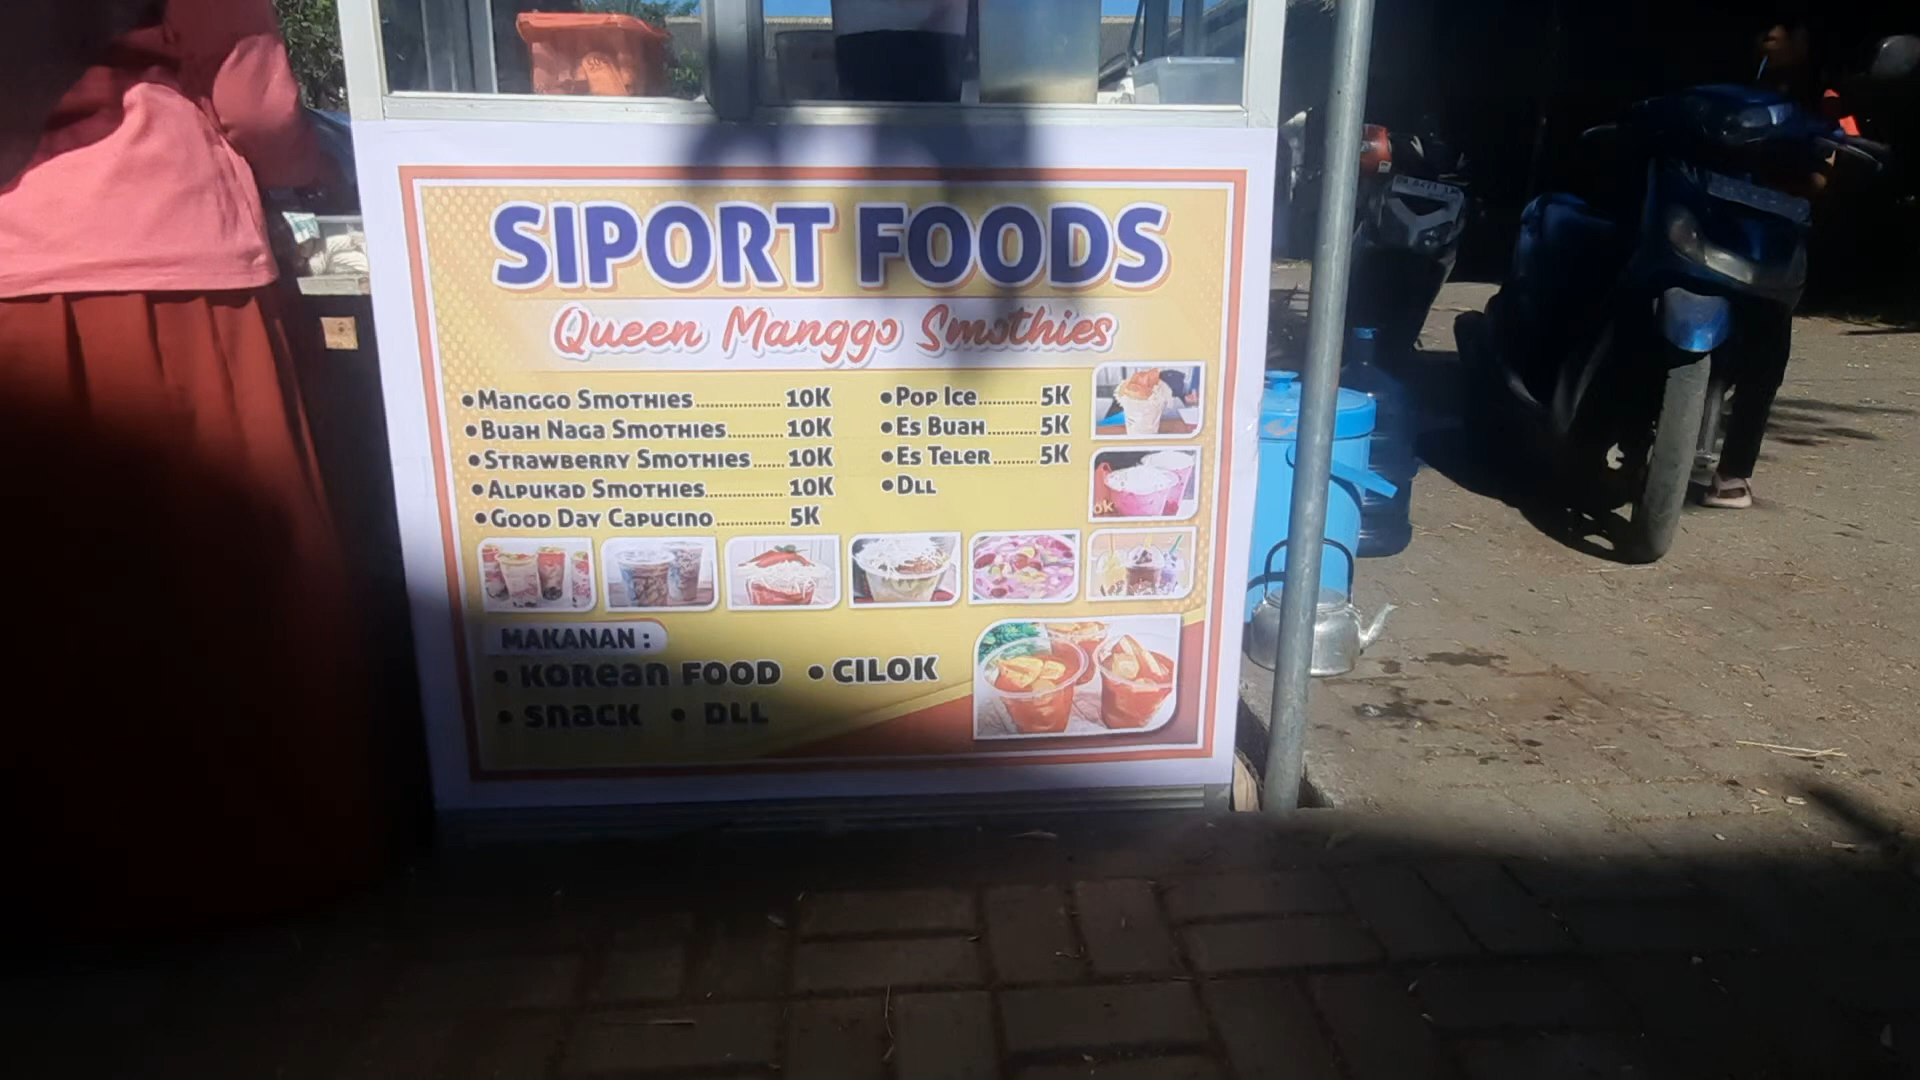 SIPORT FOODS
Queen Manggo Smothies
•Manggo Smothies.................10K
•Buah Naga Smothies...........10K
•Strawberry Smothies......10K
•Alpukad Smothies...............10K
•Good Day Capucino..............5K
•Pop Ice...........5K
•Es Buah..........5K
•Es Teler........5K
•Dll
ok
MAKANAN :
• Korean FOOD • CILOK
• Snack • DLL